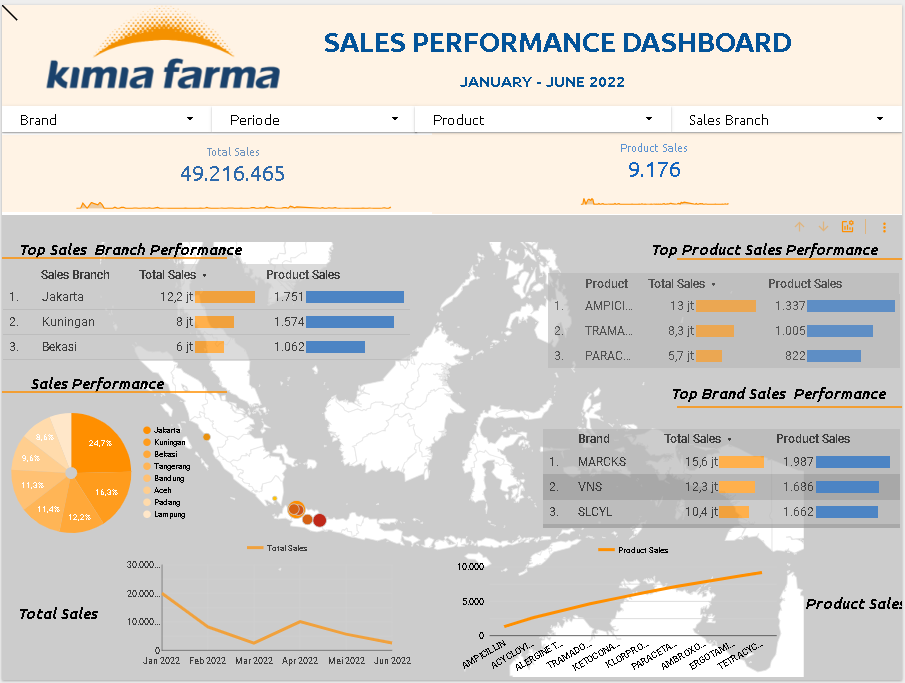 kimia farma
SALES PERFORMANCE DASHBOARD
JANUARY - JUNE 2022
Brand Periode Product Sales Branch
Total Sales
49.216.465
Product Sales
9.176
Top Sales Branch Performance
Sales Branch Total Sales Product Sales
1. Jakarta 12,2 jt 1.751
2. Kuningan 8 jt 1.574
3. Bekasi 6 jt 1.062
Top Product Sales Performance
Product Total Sales Product Sales
1. AMPICI... 13 jt 1.337
2. TRAMA... 8,3 jt 1.005
3. PARAC... 5,7 jt 822
Sales Performance
24,7%
16,3%
12,2%
11,4%
11,3%
9,6%
8,6%
Jakarta
Kuningan
Bekasi
Tangerang
Bandung
Aceh
Padang
Lampung
Top Brand Sales Performance
Brand Total Sales Product Sales
1. MARCKS 15,6 jt 1.987
2. VNS 12,3 jt 1.686
3. SLCYL 10,4 jt 1.662
Total Sales
Total Sales
30.000...
20.000...
10.000...
0
Jan 2022 Feb 2022 Mar 2022 Apr 2022 Mei 2022 Jun 2022
Product Sales
10.000
5.000
0
AMPICILLIN ACYCLOVI... ALERGINE T... TRAMADO... KETOCONA... KLORPRO... PARACETA... AMBROXO... ERGOTAMI... TETRACYC...
Product Sales